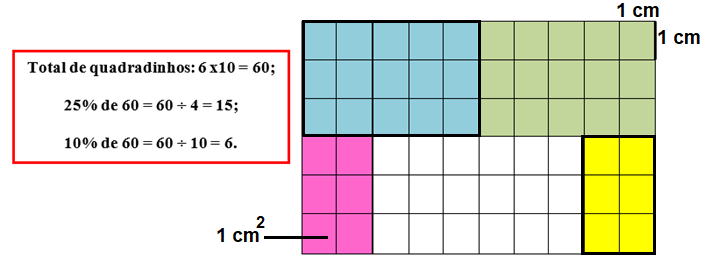 1 cm
1 cm
Total de quadradinhos: 6 x10 = 60;
25% de 60 = 60 ÷ 4 = 15;
10% de 60 = 60 ÷ 10 = 6.
1 cm²